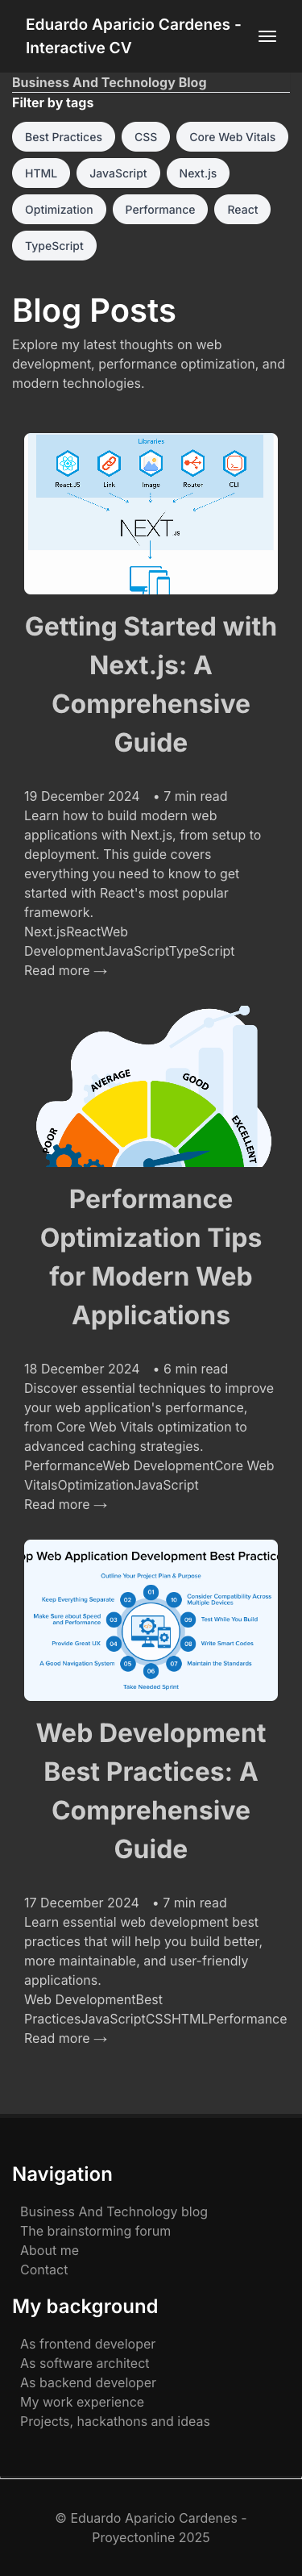 Eduardo Aparicio Cardenes -
Interactive CV
Business And Technology Blog
Filter by tags
Best Practices
CSS
Core Web Vitals
HTML
JavaScript
Next.js
Optimization
Performance
React
TypeScript
Blog Posts
Explore my latest thoughts on web
development, performance optimization, and
modern technologies.
Libraries
React.JS
Link
Image
Router
CLI
NEXT.JS
Getting Started with
Next.js: A
Comprehensive
Guide
19 December 2024 • 7 min read
Learn how to build modern web
applications with Next.js, from setup to
deployment. This guide covers
everything you need to know to get
started with React's most popular
framework.
Next.jsReactWeb
DevelopmentJavaScriptTypeScript
Read more →
POOR
AVERAGE
GOOD
EXCELLENT
Performance
Optimization Tips
for Modern Web
Applications
18 December 2024 • 6 min read
Discover essential techniques to improve
your web application's performance,
from Core Web Vitals optimization to
advanced caching strategies.
PerformanceWeb DevelopmentCore Web
VitalsOptimizationJavaScript
Read more →
op Web Application Development Best Practice
Outline Your Project Plan & Purpose
01
Keep Everything Separate
02
10
Consider Compatibility Across
Multiple Devices
Make Sure about Speed
and Performance
03
09
Test While You Build
Provide Great UX
04
08
Write Smart Codes
A Good Navigation System
05
07
Maintain the Standards
06
Take Needed Sprint
Web Development
Best Practices: A
Comprehensive
Guide
17 December 2024 • 7 min read
Learn essential web development best
practices that will help you build better,
more maintainable, and user-friendly
applications.
Web DevelopmentBest
PracticesJavaScriptCSSHTMLPerformance
Read more →
Navigation
Business And Technology blog
The brainstorming forum
About me
Contact
My background
As frontend developer
As software architect
As backend developer
My work experience
Projects, hackathons and ideas
© Eduardo Aparicio Cardenes -
Proyectonline 2025